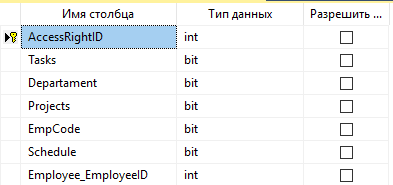 Имя столбца Тип данных Разрешить ...
AccessRightID int
Tasks bit
Departament bit
Projects bit
EmpCode bit
Schedule bit
Employee_EmployeeID int